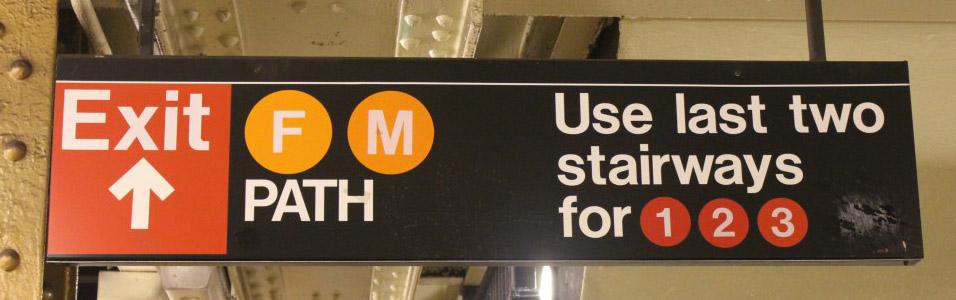 Exit
F M
PATH
Use last two
stairways
for 1 2 3